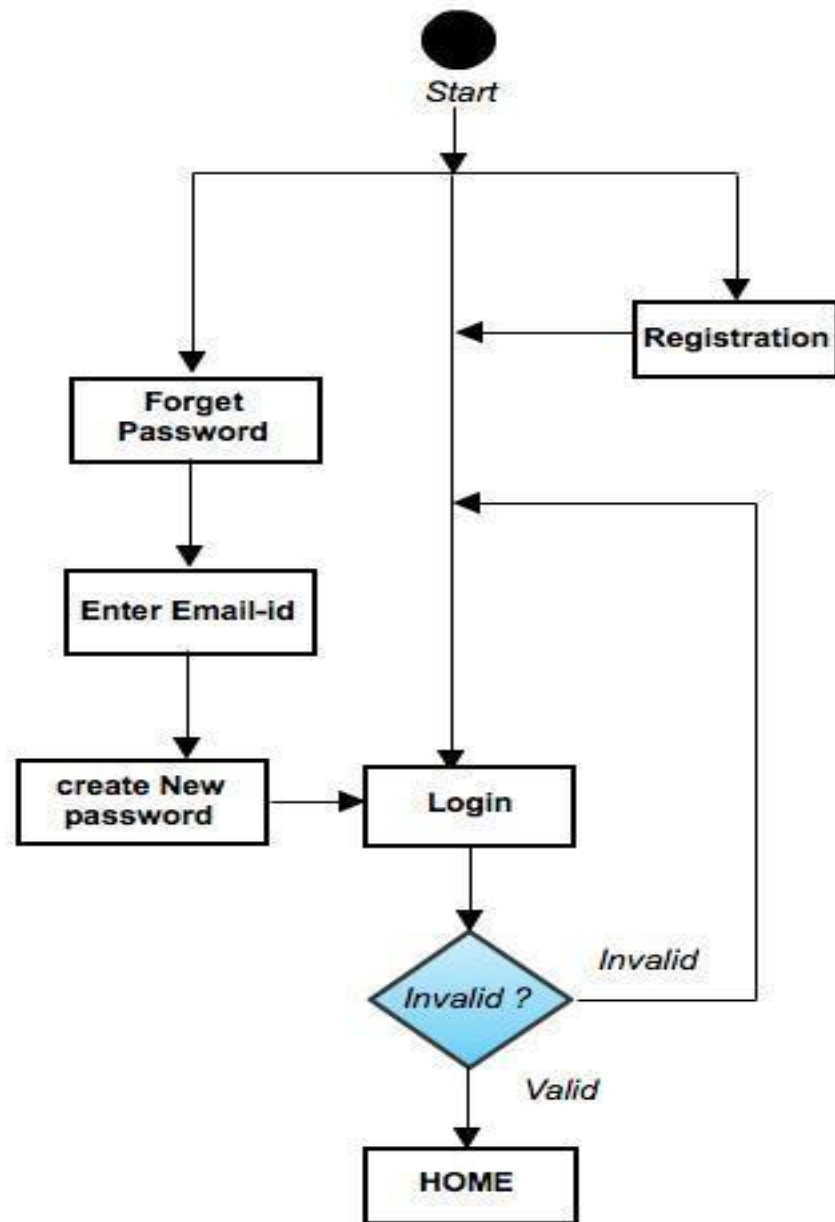 Start
Registration
Forget
Password
Enter Email-id
create New
password
Login
Invalid ?
Invalid
Valid
HOME